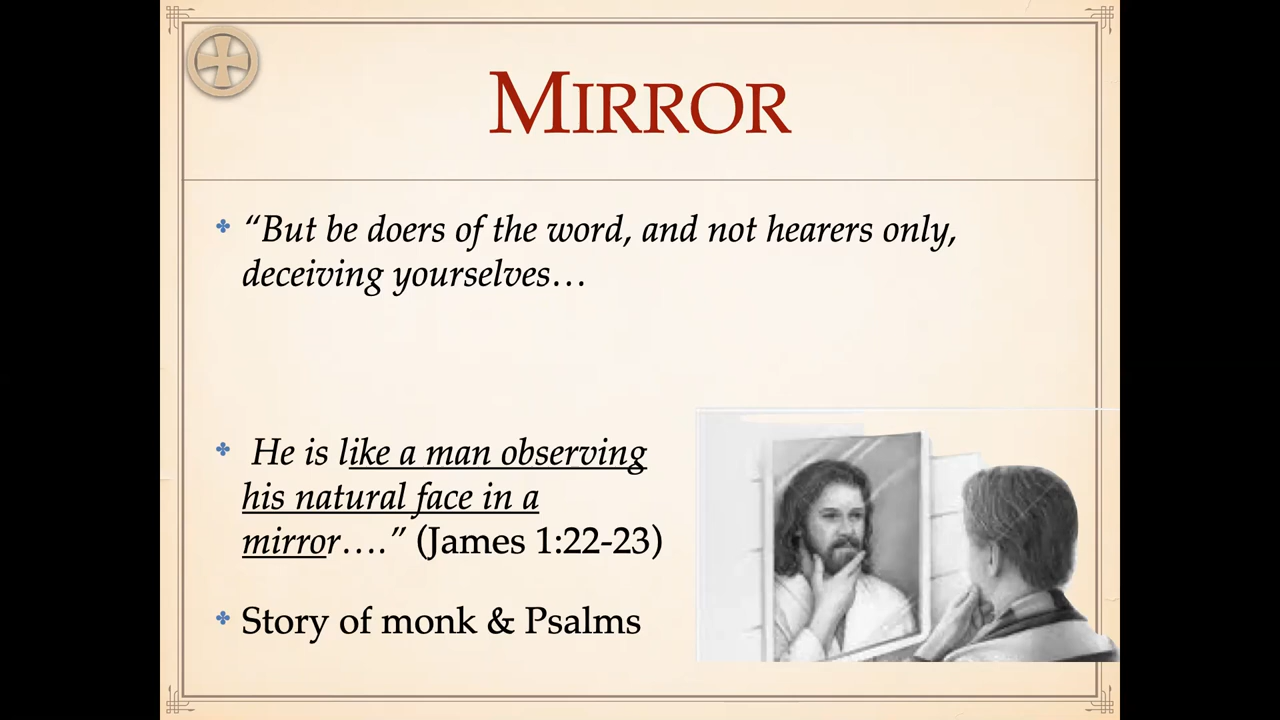 MIRROR
“But be doers of the word, and not hearers only,
deceiving yourselves…
He is like a man observing
his natural face in a
mirror….” (James 1:22-23)
Story of monk & Psalms